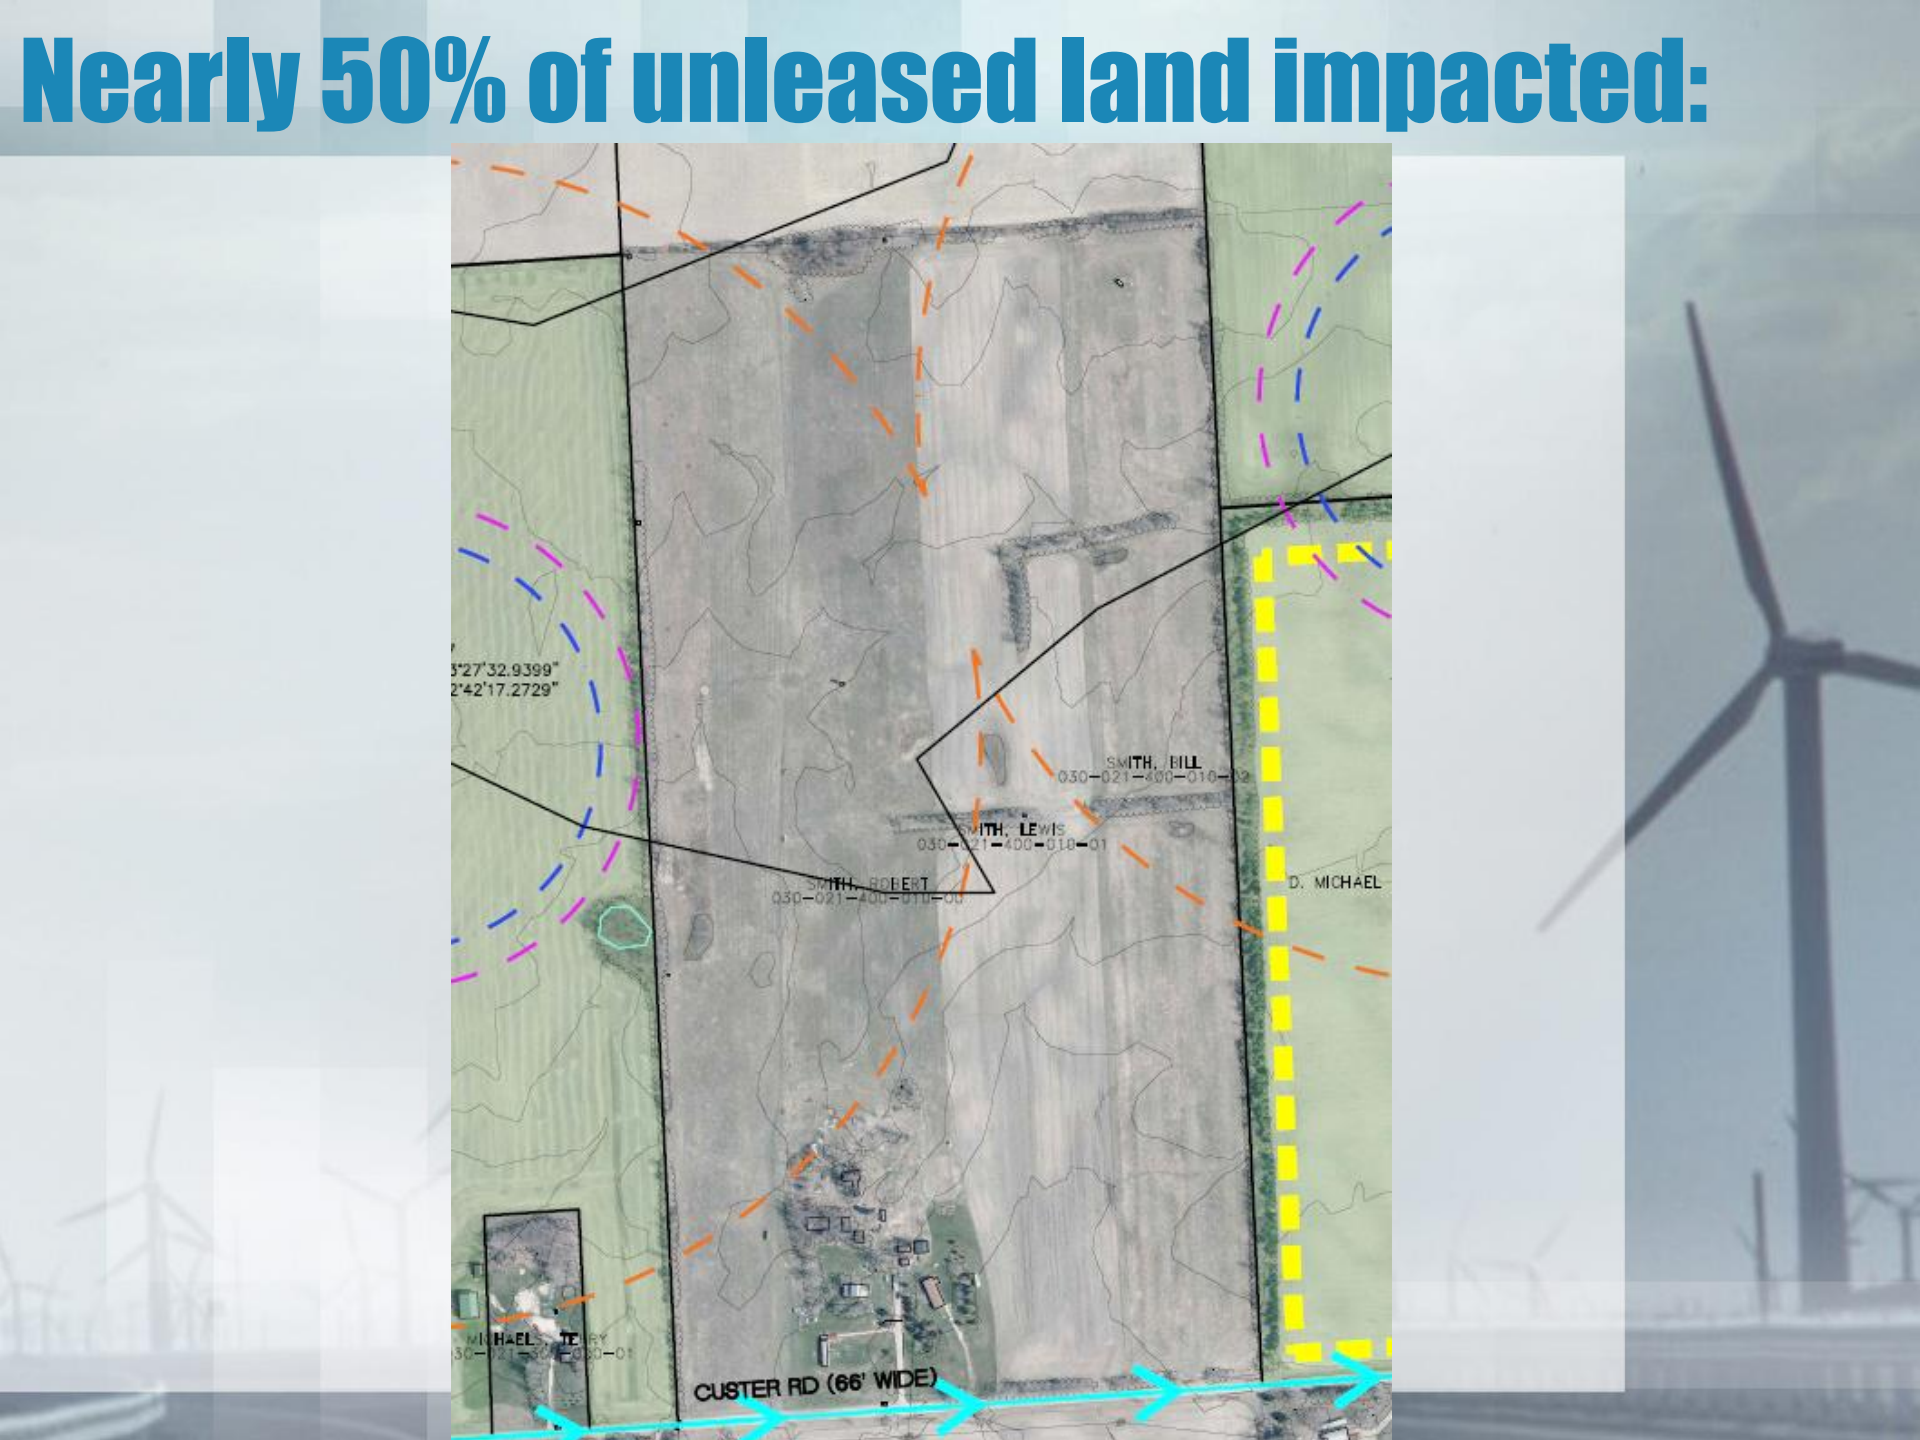 Nearly 50% of unleased land impacted:
3°27'32.9399"
2°42'17.2729"
SMITH, BILL
030-021-400-010-02
SMITH, LEWIS
030-021-400-010-01
SMITH, ROBERT
030-021-400-010-00
D. MICHAEL
MICHAELS, TERRY
CUSTER RD (66' WIDE)